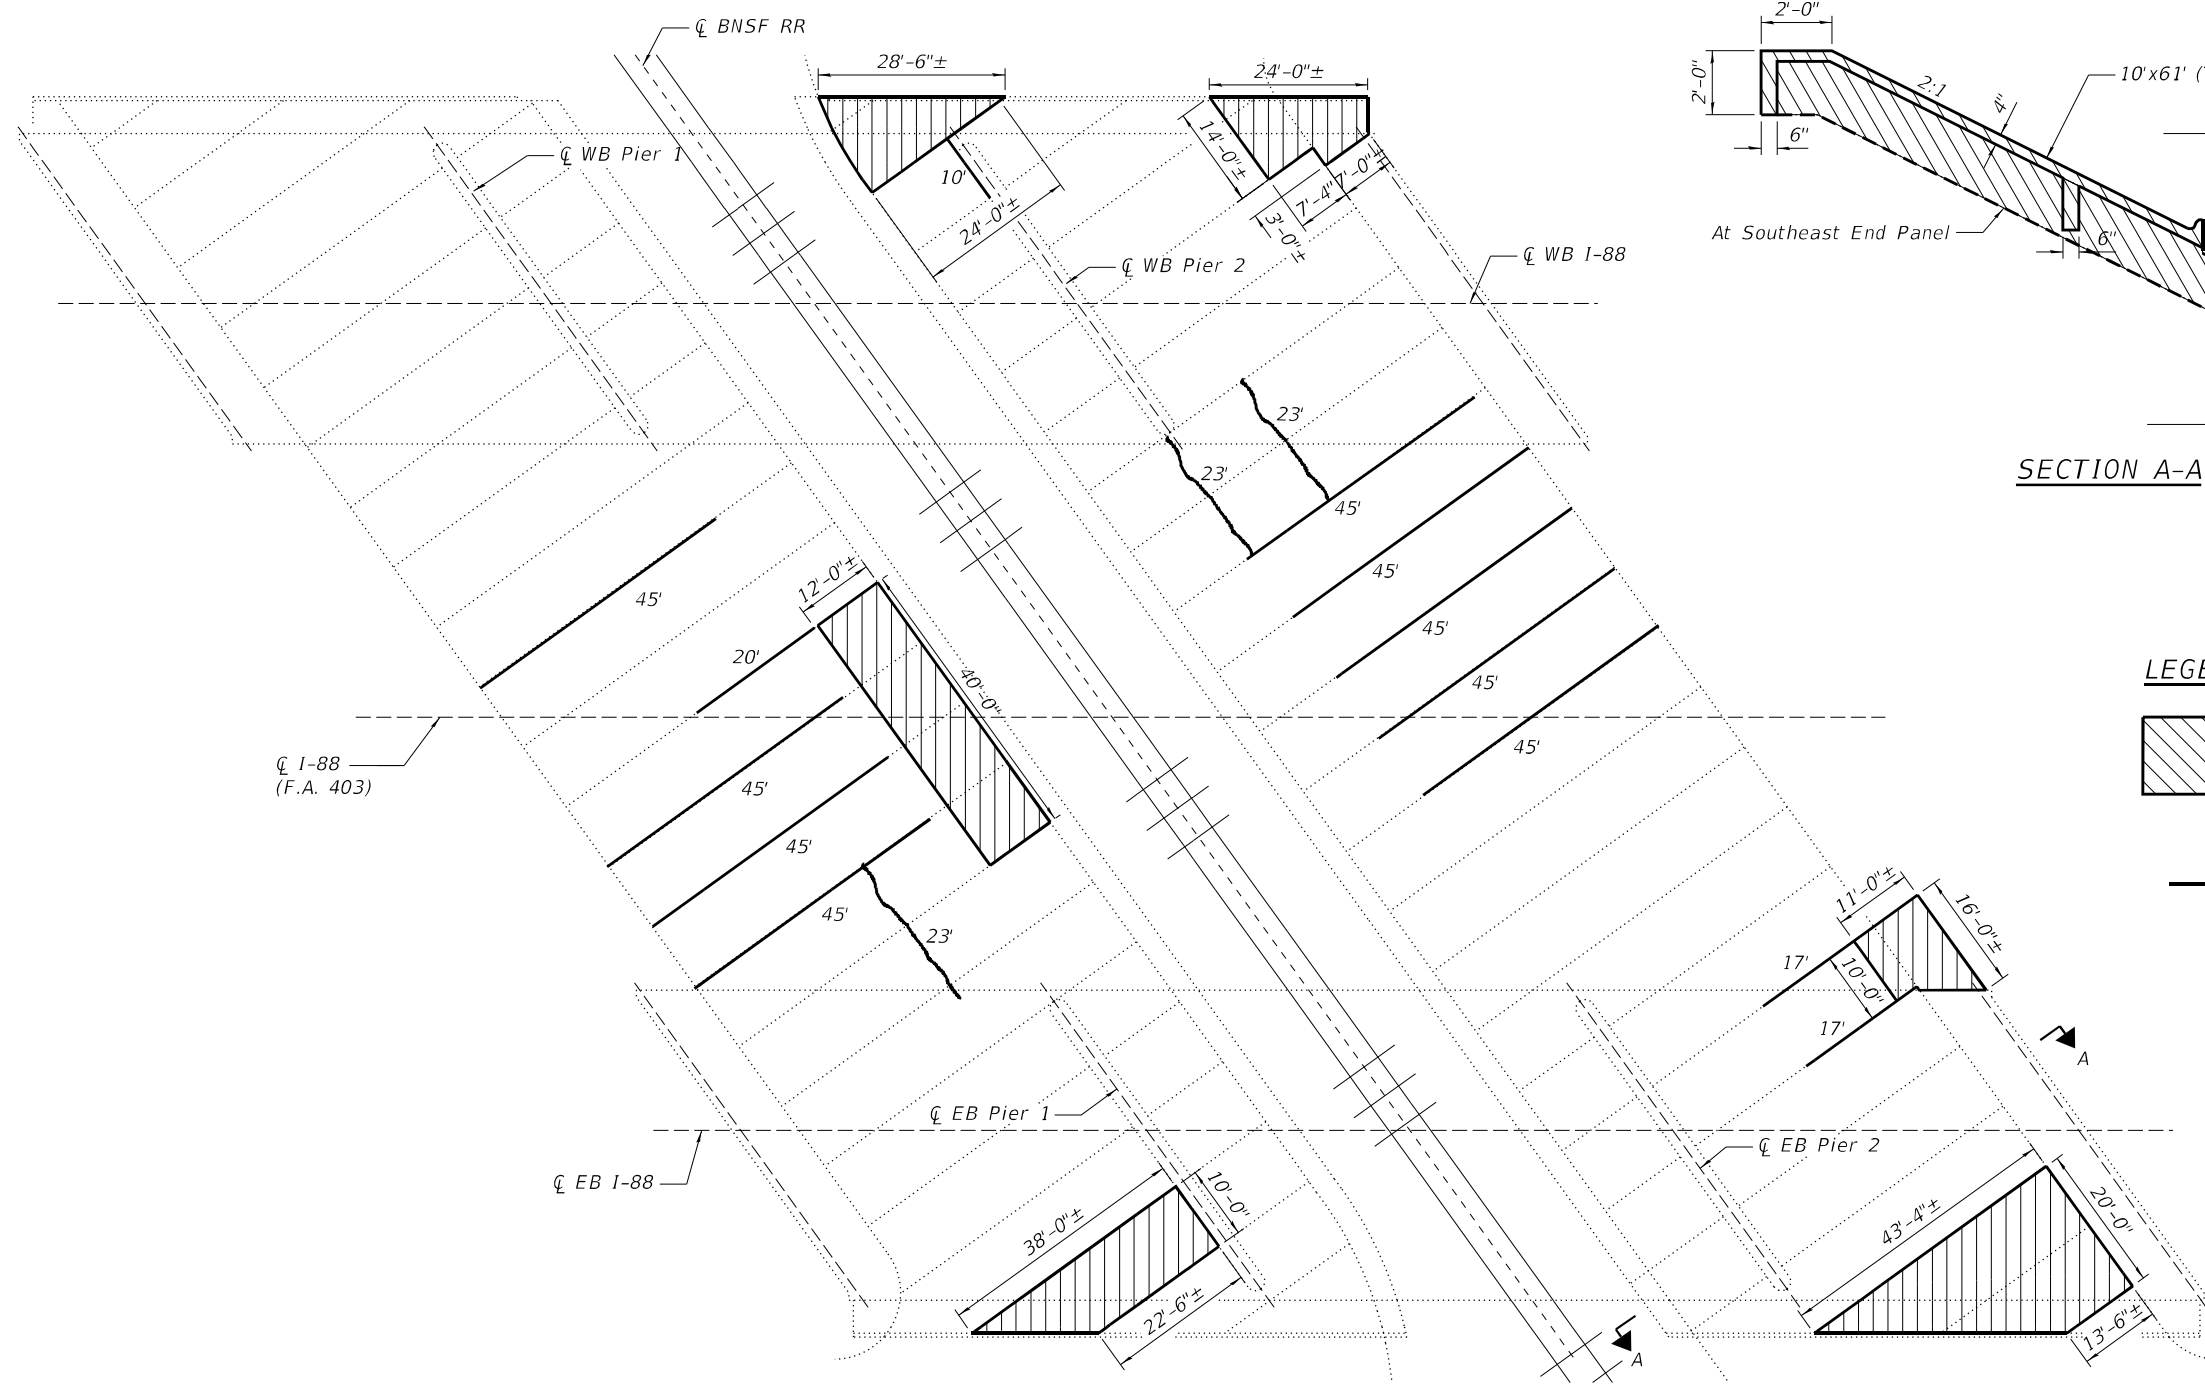 ℄ BNSF RR
28'-6"±
24'-0"±
2'-0"
2'-0"
2:1
4"
10'x61' (
6"
6"
At Southeast End Panel
SECTION A-A
℄ WB Pier 1
10'
24'-0"±
14'-0"±
7'-0"±
7'-4"
3'-0"±
℄ WB Pier 2
℄ WB I-88
23'
23'
45'
45'
45'
45'
45'
45'
12'-0"±
20'
40'-0"
℄ I-88
(F.A. 403)
45'
45'
45'
23'
LEGE
11'-0"±
16'-0"±
17'
10'-0"
17'
A
℄ EB Pier 1
℄ EB Pier 2
℄ EB I-88
38'-0"±
10'-0"
22'-6"±
43'-4"±
20'-0"
13'-6"±
A